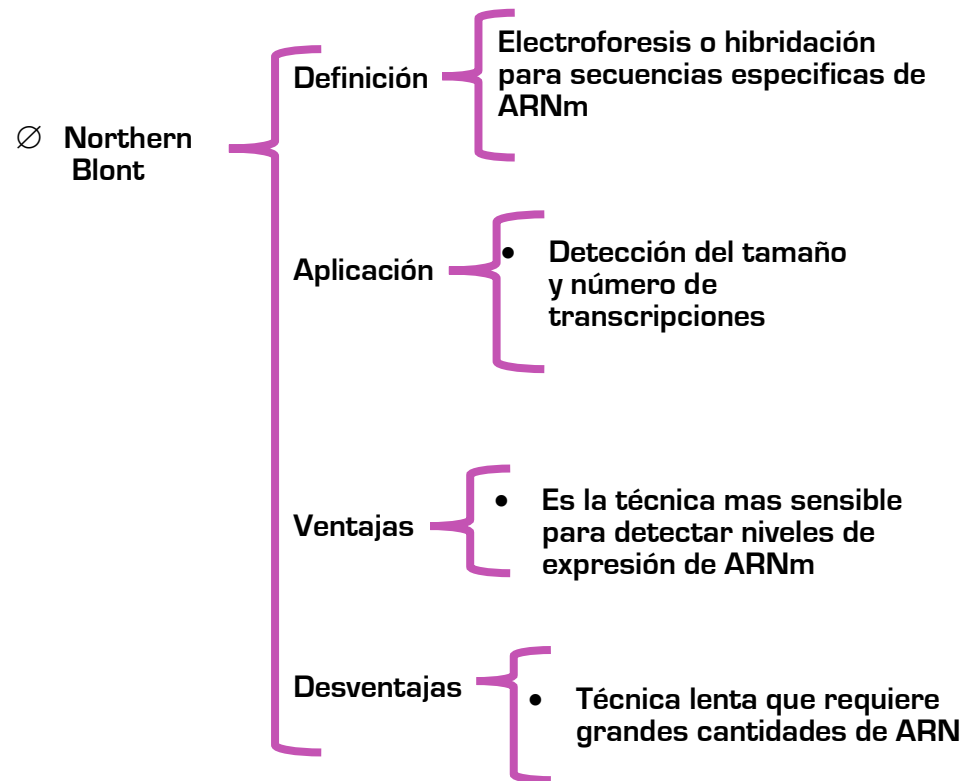 ∅ Northern
Blont
Definición
Electroforesis o hibridación
para secuencias especificas de
ARNm
Aplicación
• Detección del tamaño
y número de
transcripciones
Ventajas
• Es la técnica mas sensible
para detectar niveles de
expresión de ARNm
Desventajas
• Técnica lenta que requiere
grandes cantidades de ARN